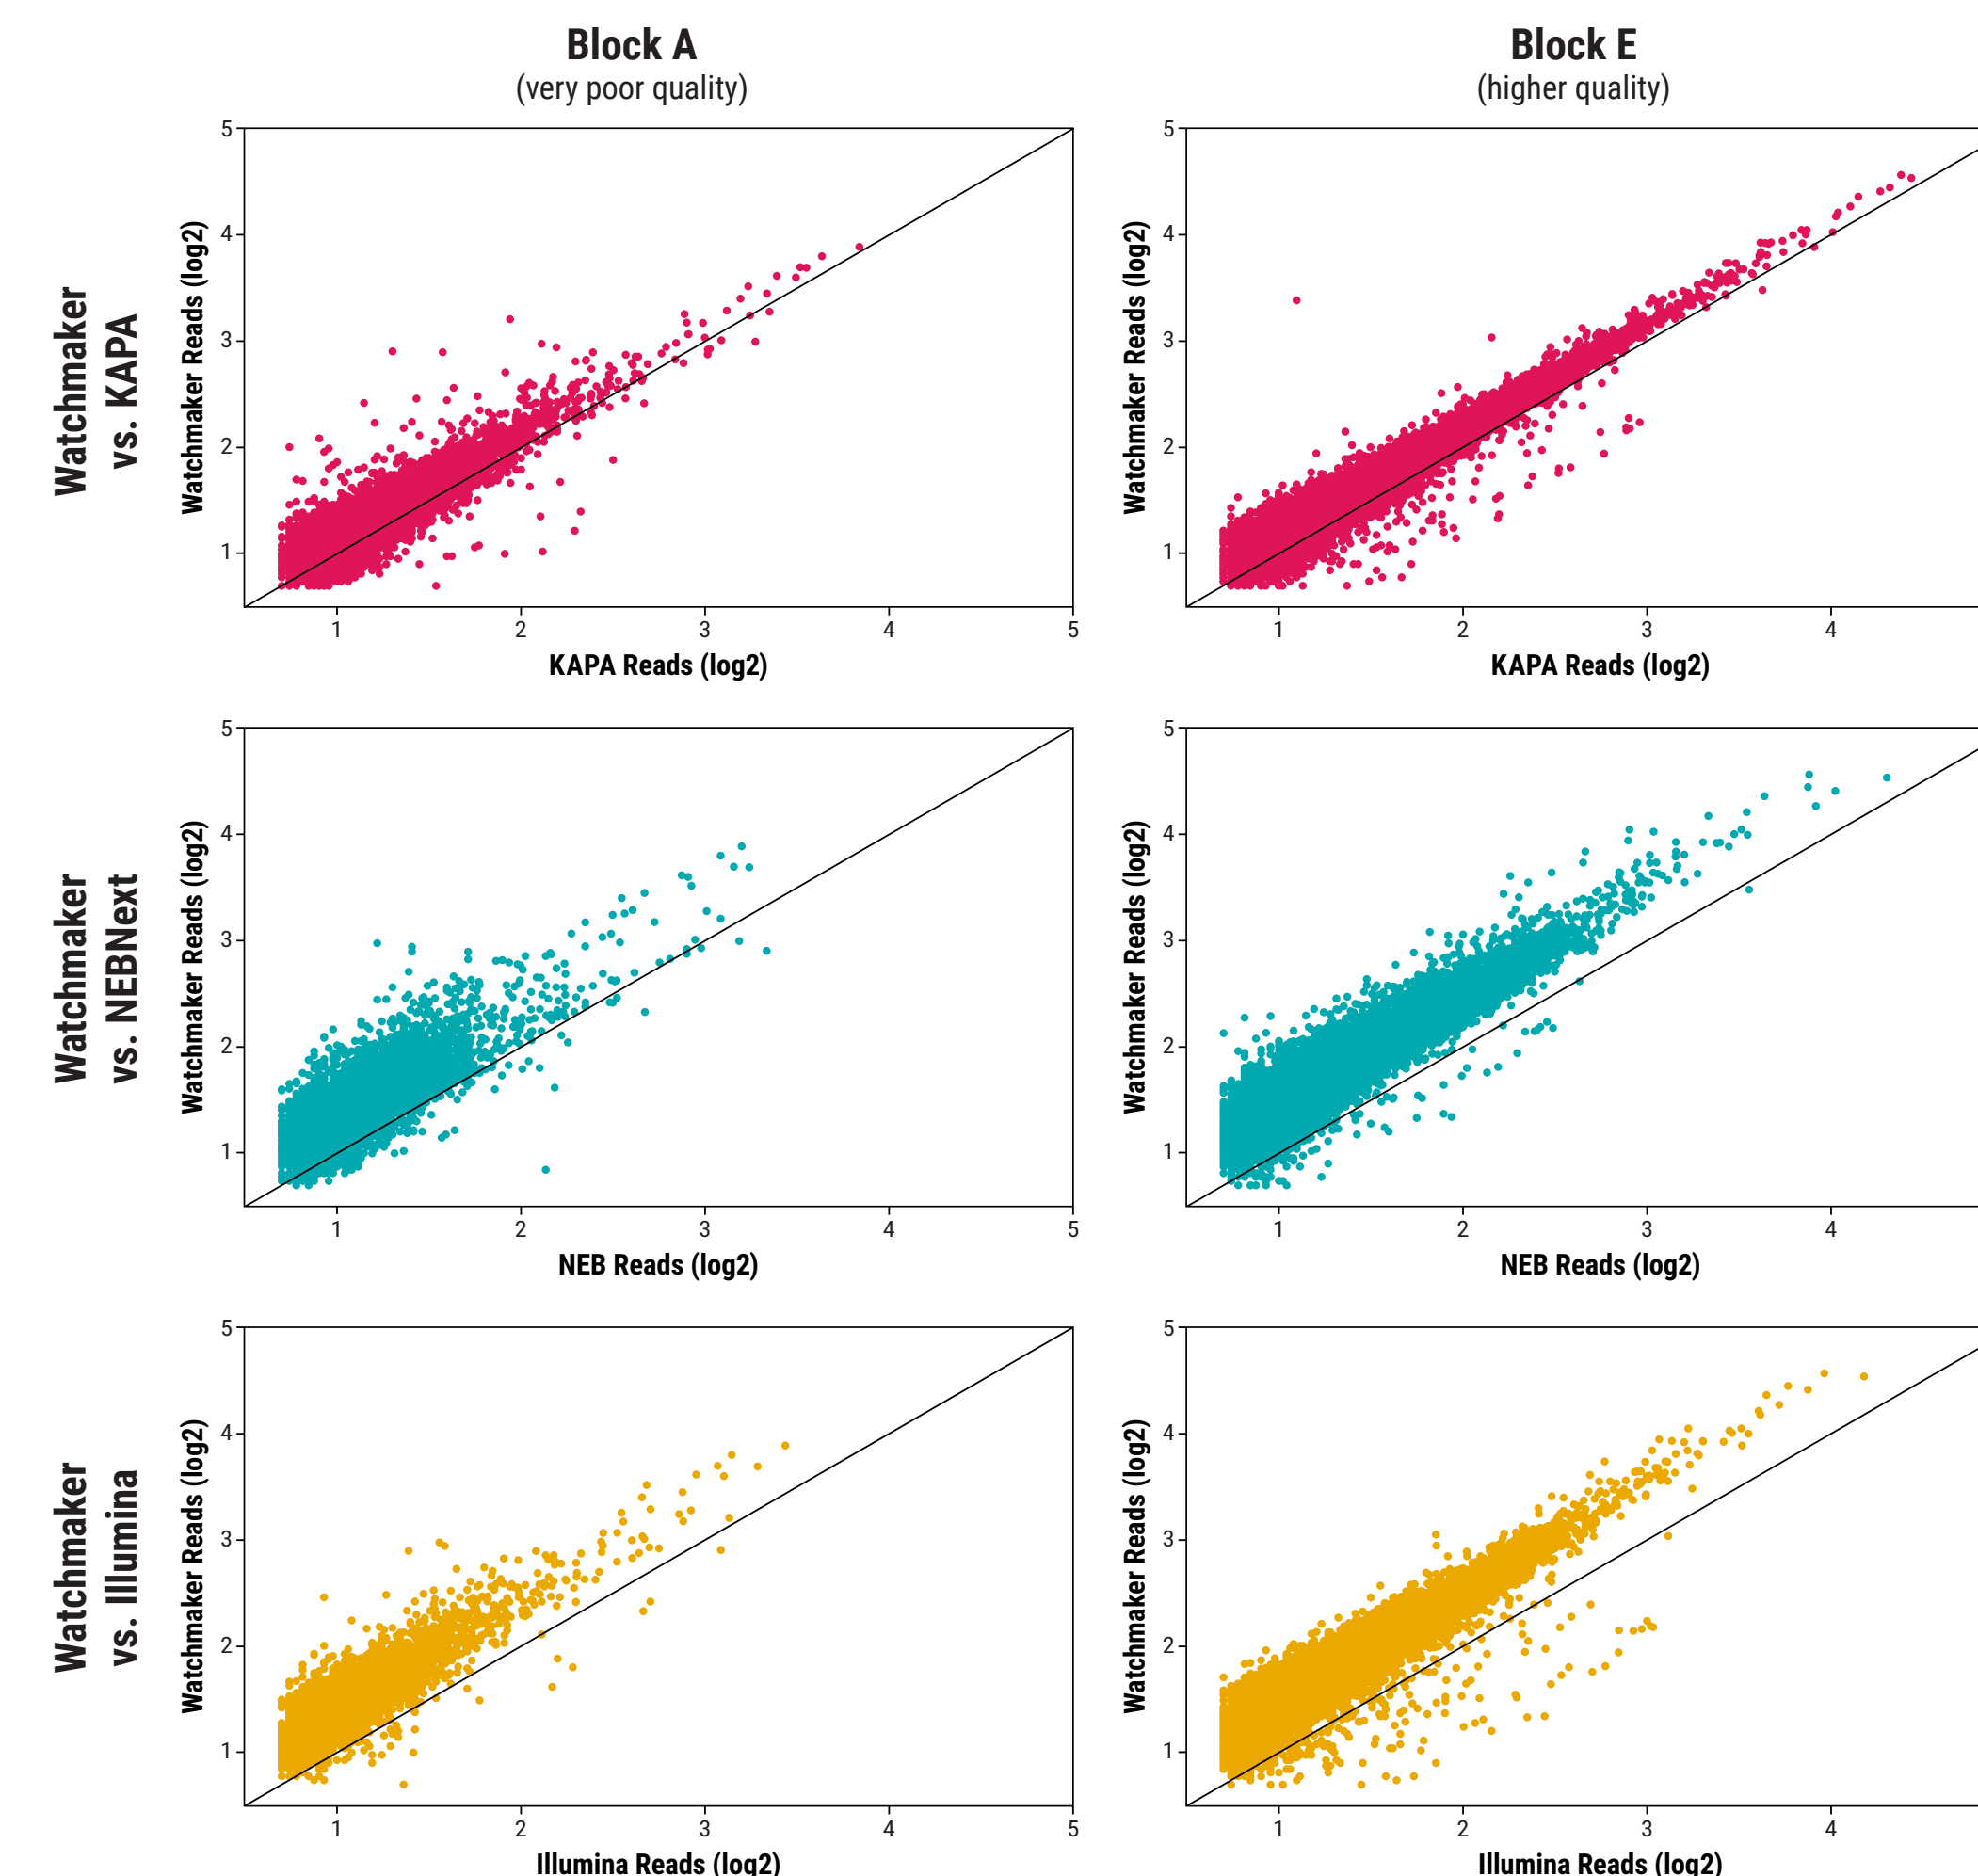 Block A
(very poor quality)
Block E
(higher quality)
Watchmaker
vs. KAPA
Watchmaker Reads (log2)
5
4
3
2
1
1 2 3 4 5
KAPA Reads (log2)
Watchmaker Reads (log2)
5
4
3
2
1
1 2 3 4
KAPA Reads (log2)
Watchmaker
vs. NEBNext
Watchmaker Reads (log2)
5
4
3
2
1
1 2 3 4 5
NEB Reads (log2)
Watchmaker Reads (log2)
5
4
3
2
1
1 2 3 4
NEB Reads (log2)
Watchmaker
vs. Illumina
Watchmaker Reads (log2)
5
4
3
2
1
1 2 3 4 5
Illumina Reads (log2)
Watchmaker Reads (log2)
5
4
3
2
1
1 2 3 4
Illumina Reads (log2)